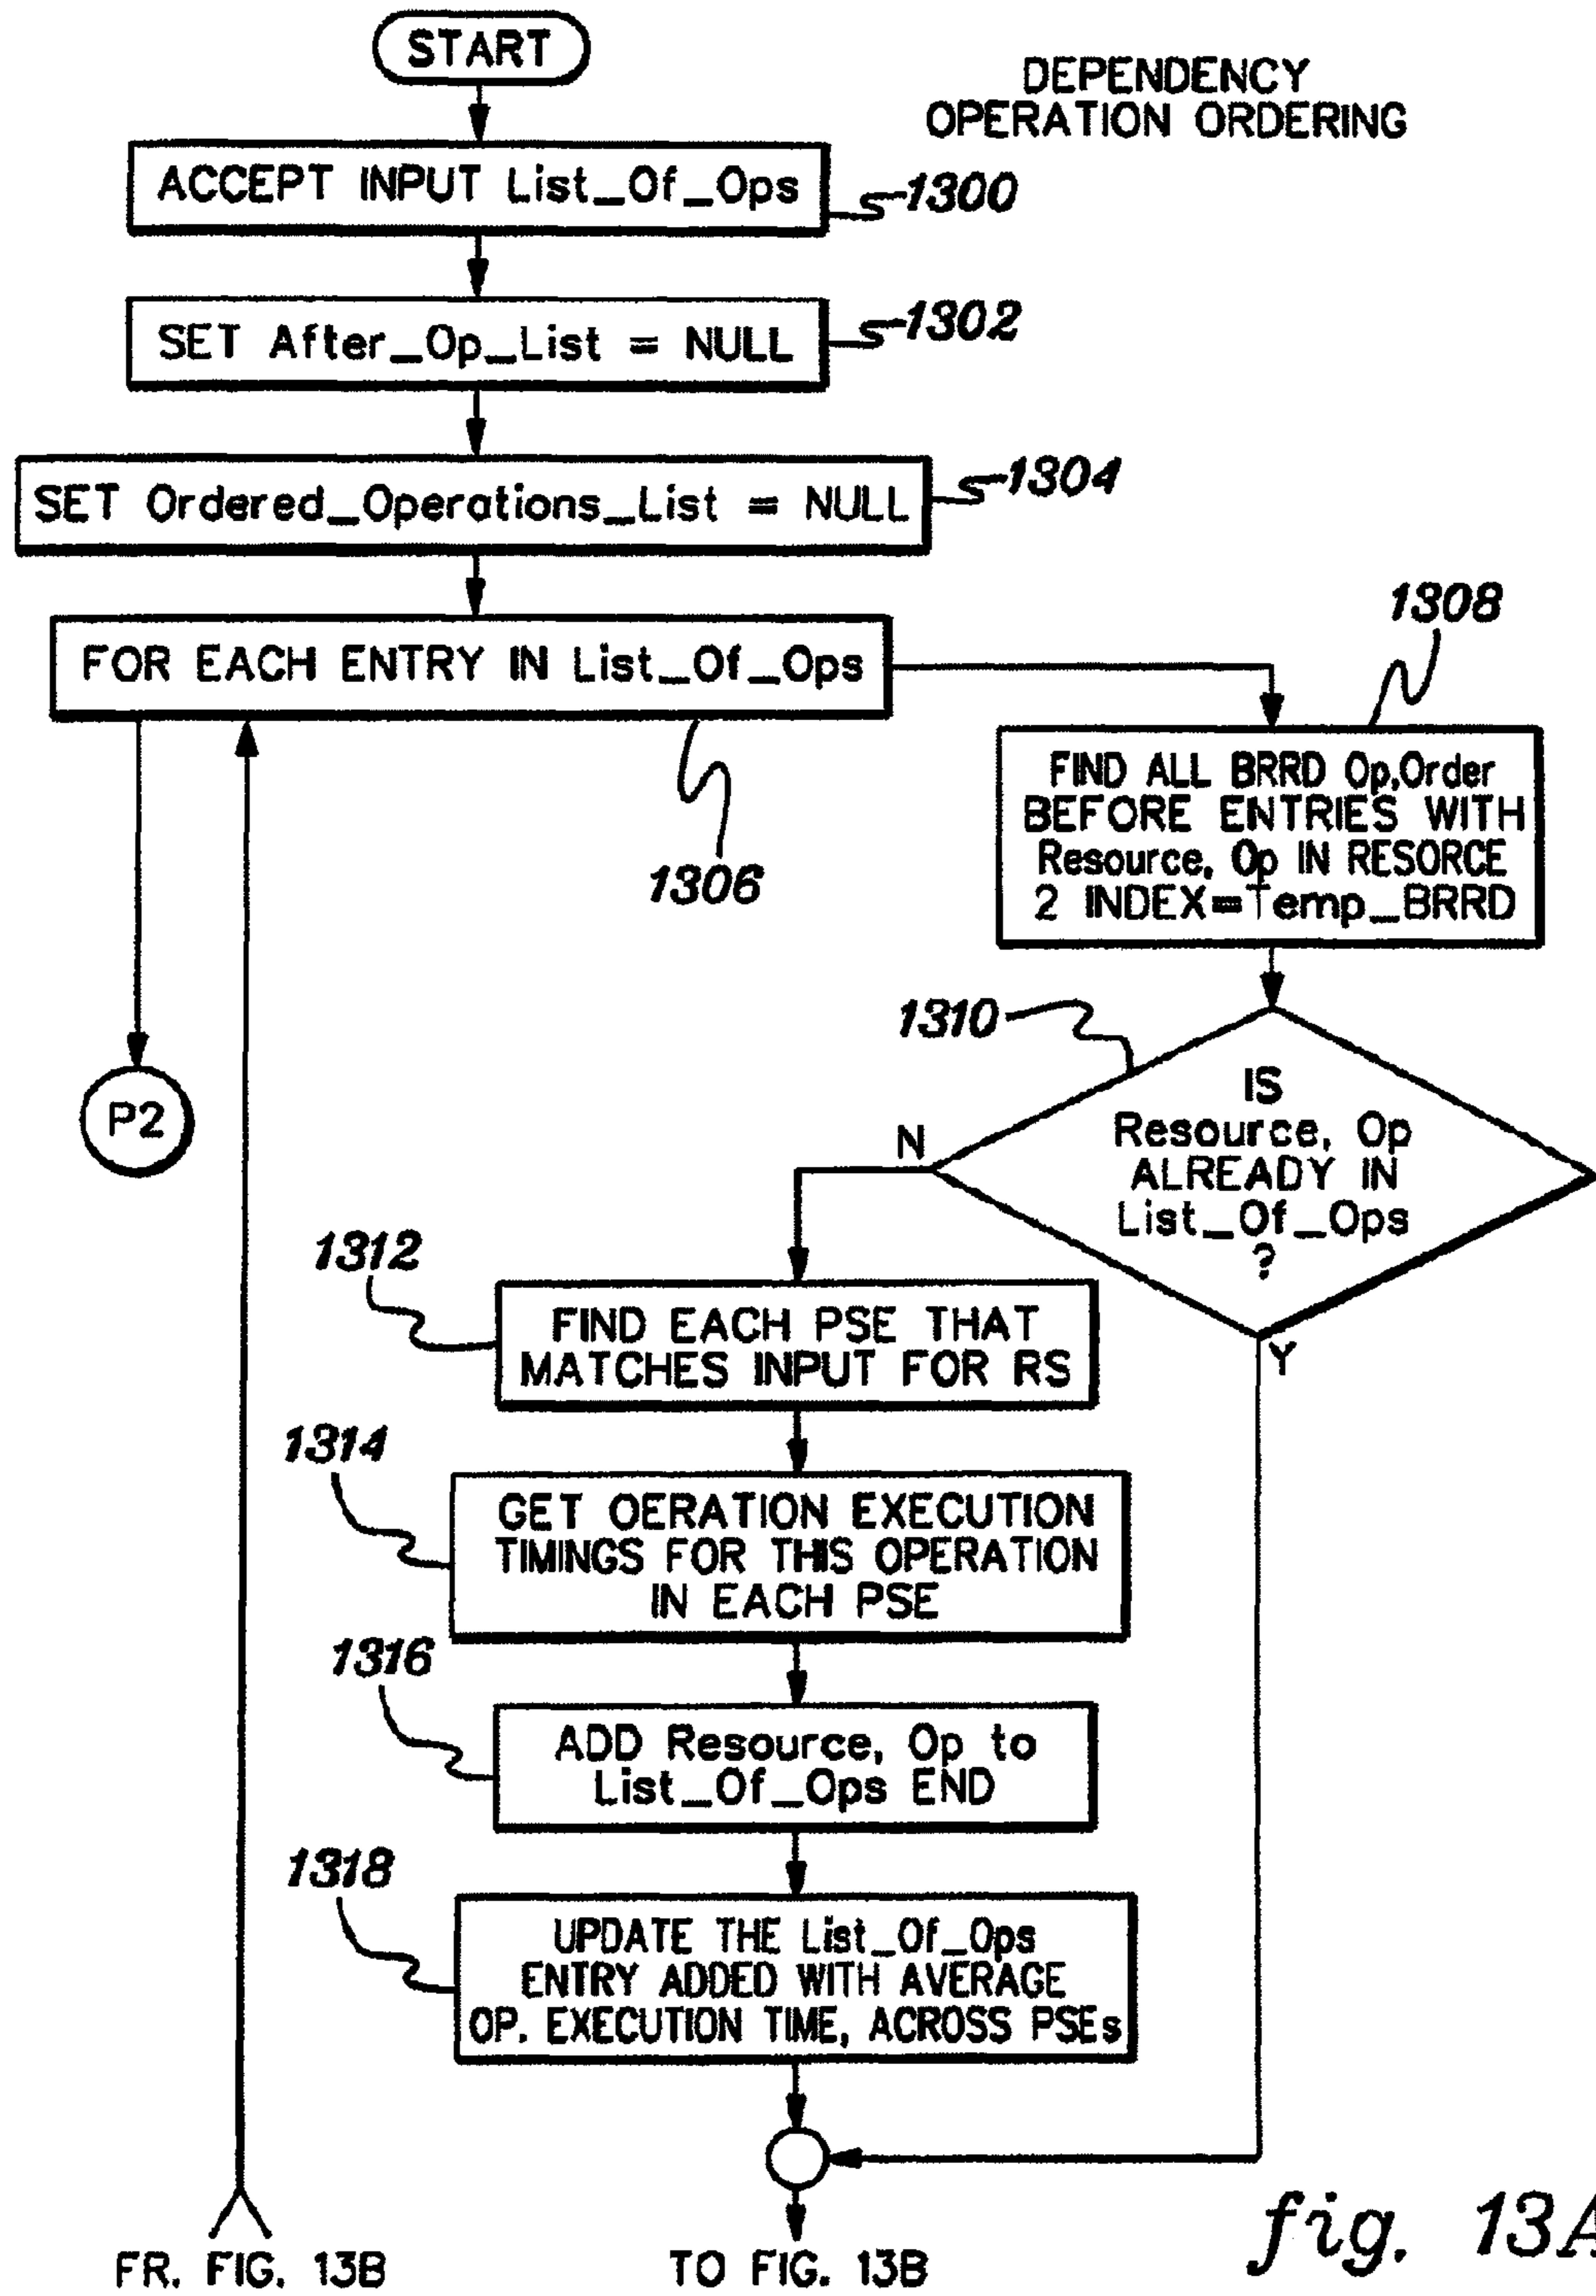 START
DEPENDENCY
OPERATION ORDERING
ACCEPT INPUT List_Of_Ops
1300
SET After_Op_List = NULL
1302
SET Ordered_Operations_List = NULL
1304
FOR EACH ENTRY IN List_Of_Ops
1306
1308
FIND ALL BRRD Op,Order
BEFORE ENTRIES WITH
Resource, Op IN RESORCE
2 INDEX=Temp_BRRD
P2
1310
IS
Resource, Op
ALREADY IN
List_Of_Ops
?
N
Y
1312
FIND EACH PSE THAT
MATCHES INPUT FOR RS
1314
GET OERATION EXECUTION
TIMINGS FOR THIS OPERATION
IN EACH PSE
1316
ADD Resource, Op to
List_Of_Ops END
1318
UPDATE THE List_Of_Ops
ENTRY ADDED WITH AVERAGE
OP. EXECUTION TIME, ACROSS PSEs
FR. FIG. 13B
TO FIG. 13B
fig. 13A